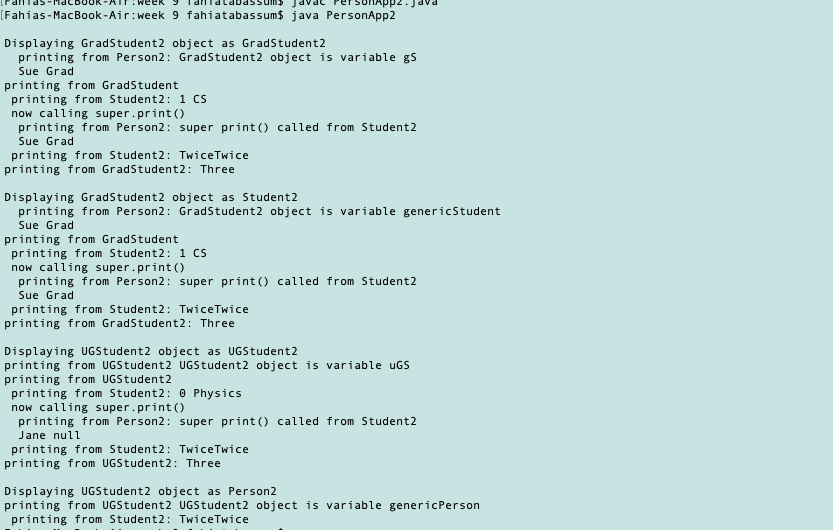 [Fahias-MacBook-Air:week 9 fahiatabassum$ javac PersonApp2.java
[Fahias-MacBook-Air:week 9 fahiatabassum$ java PersonApp2
Displaying GradStudent2 object as GradStudent2
printing from Person2: GradStudent2 object is variable gS
Sue Grad
printing from GradStudent
printing from Student2: 1 CS
now calling super.print()
printing from Person2: super print() called from Student2
Sue Grad
printing from Student2: TwiceTwice
printing from GradStudent2: Three
Displaying GradStudent2 object as Student2
printing from Person2: GradStudent2 object is variable genericStudent
Sue Grad
printing from GradStudent
printing from Student2: 1 CS
now calling super.print()
printing from Person2: super print() called from Student2
Sue Grad
printing from Student2: TwiceTwice
printing from GradStudent2: Three
Displaying UGStudent2 object as UGStudent2
printing from UGStudent2 UGStudent2 object is variable uGS
printing from UGStudent2
printing from Student2: 0 Physics
now calling super.print()
printing from Person2: super print() called from Student2
Jane null
printing from Student2: TwiceTwice
printing from UGStudent2: Three
Displaying UGStudent2 object as Person2
printing from UGStudent2 UGStudent2 object is variable genericPerson
printing from Student2: TwiceTwice